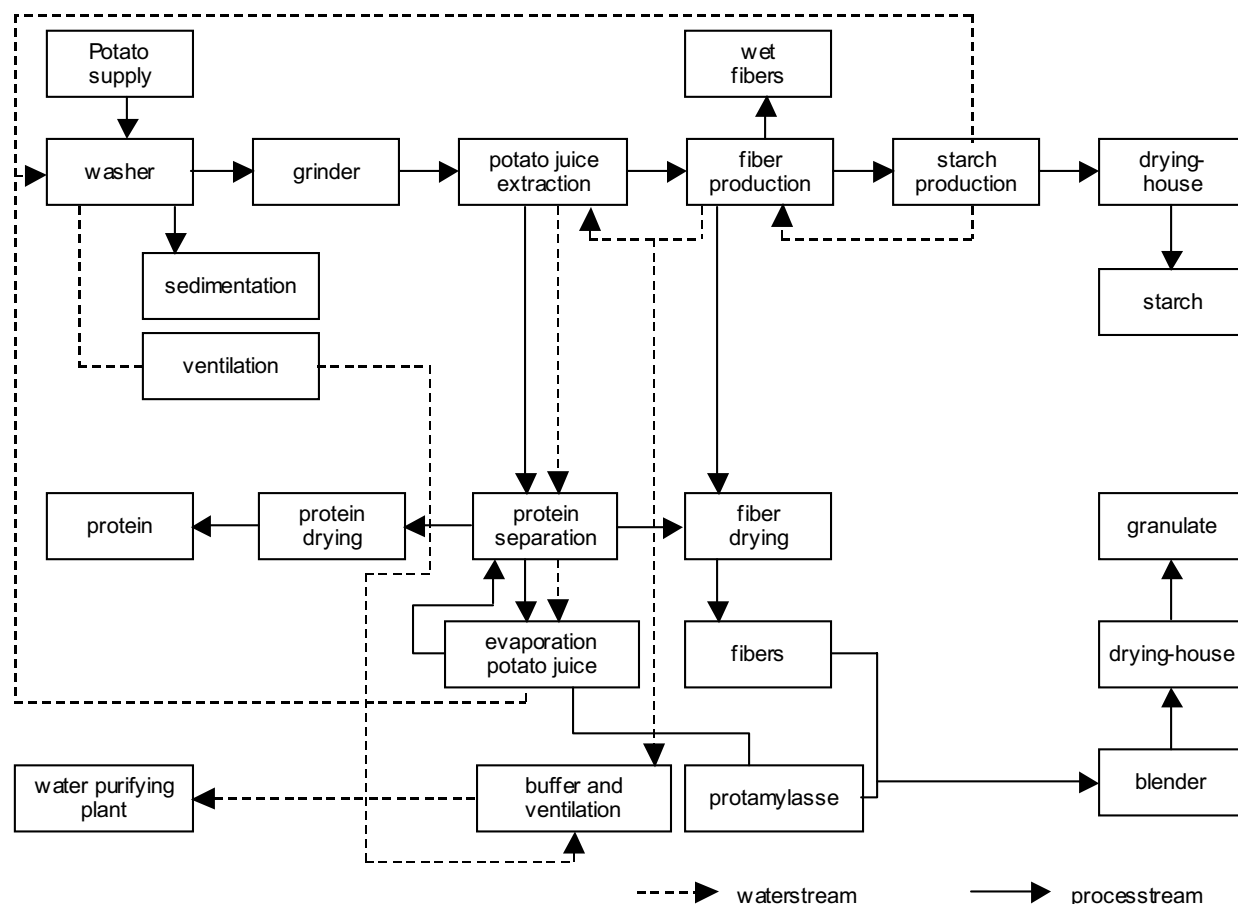 Potato
supply
wet
fibers
washer
grinder
potato juice
extraction
fiber
production
starch
production
drying-
house
sedimentation
starch
ventilation
protein
protein
drying
protein
separation
fiber
drying
granulate
evaporation
potato juice
fibers
drying-house
water purifying
plant
buffer and
ventilation
protamylasse
blender
waterstream
processtream